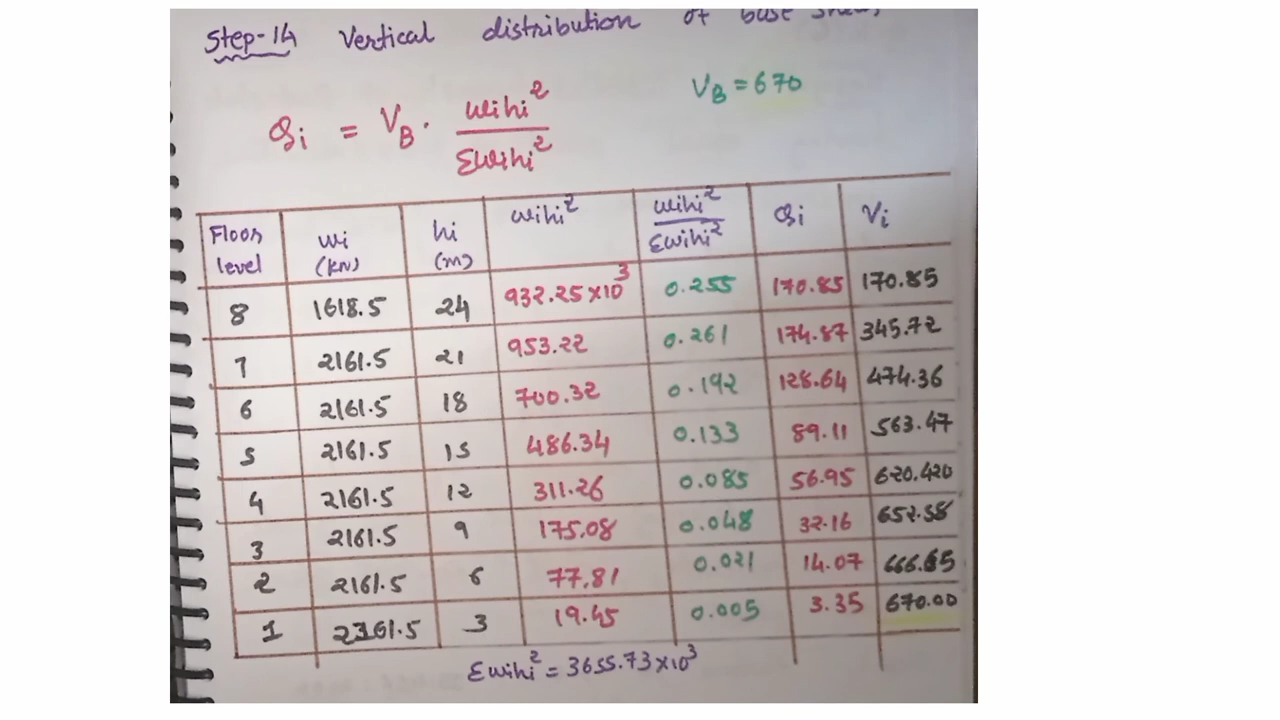 Step-14 Vertical distribution of base shear
VB = 670
Qi = VB . wihi² / Σwihi²
Floor level | wi (kN) | hi (m) | wihi² | wihi² / Σwihi² | Qi | Vi
8 | 1618.5 | 24 | 932.25 × 10³ | 0.255 | 170.85 | 170.85
7 | 2161.5 | 21 | 953.22 | 0.261 | 174.87 | 345.72
6 | 2161.5 | 18 | 700.32 | 0.192 | 128.64 | 474.36
5 | 2161.5 | 15 | 486.34 | 0.133 | 89.11 | 563.47
4 | 2161.5 | 12 | 311.26 | 0.085 | 56.95 | 620.420
3 | 2161.5 | 9 | 175.08 | 0.048 | 32.16 | 652.58
2 | 2161.5 | 6 | 77.81 | 0.021 | 14.07 | 666.65
1 | 2161.5 | 3 | 19.45 | 0.005 | 3.35 | 670.00
Σwihi² = 3655.73 × 10³